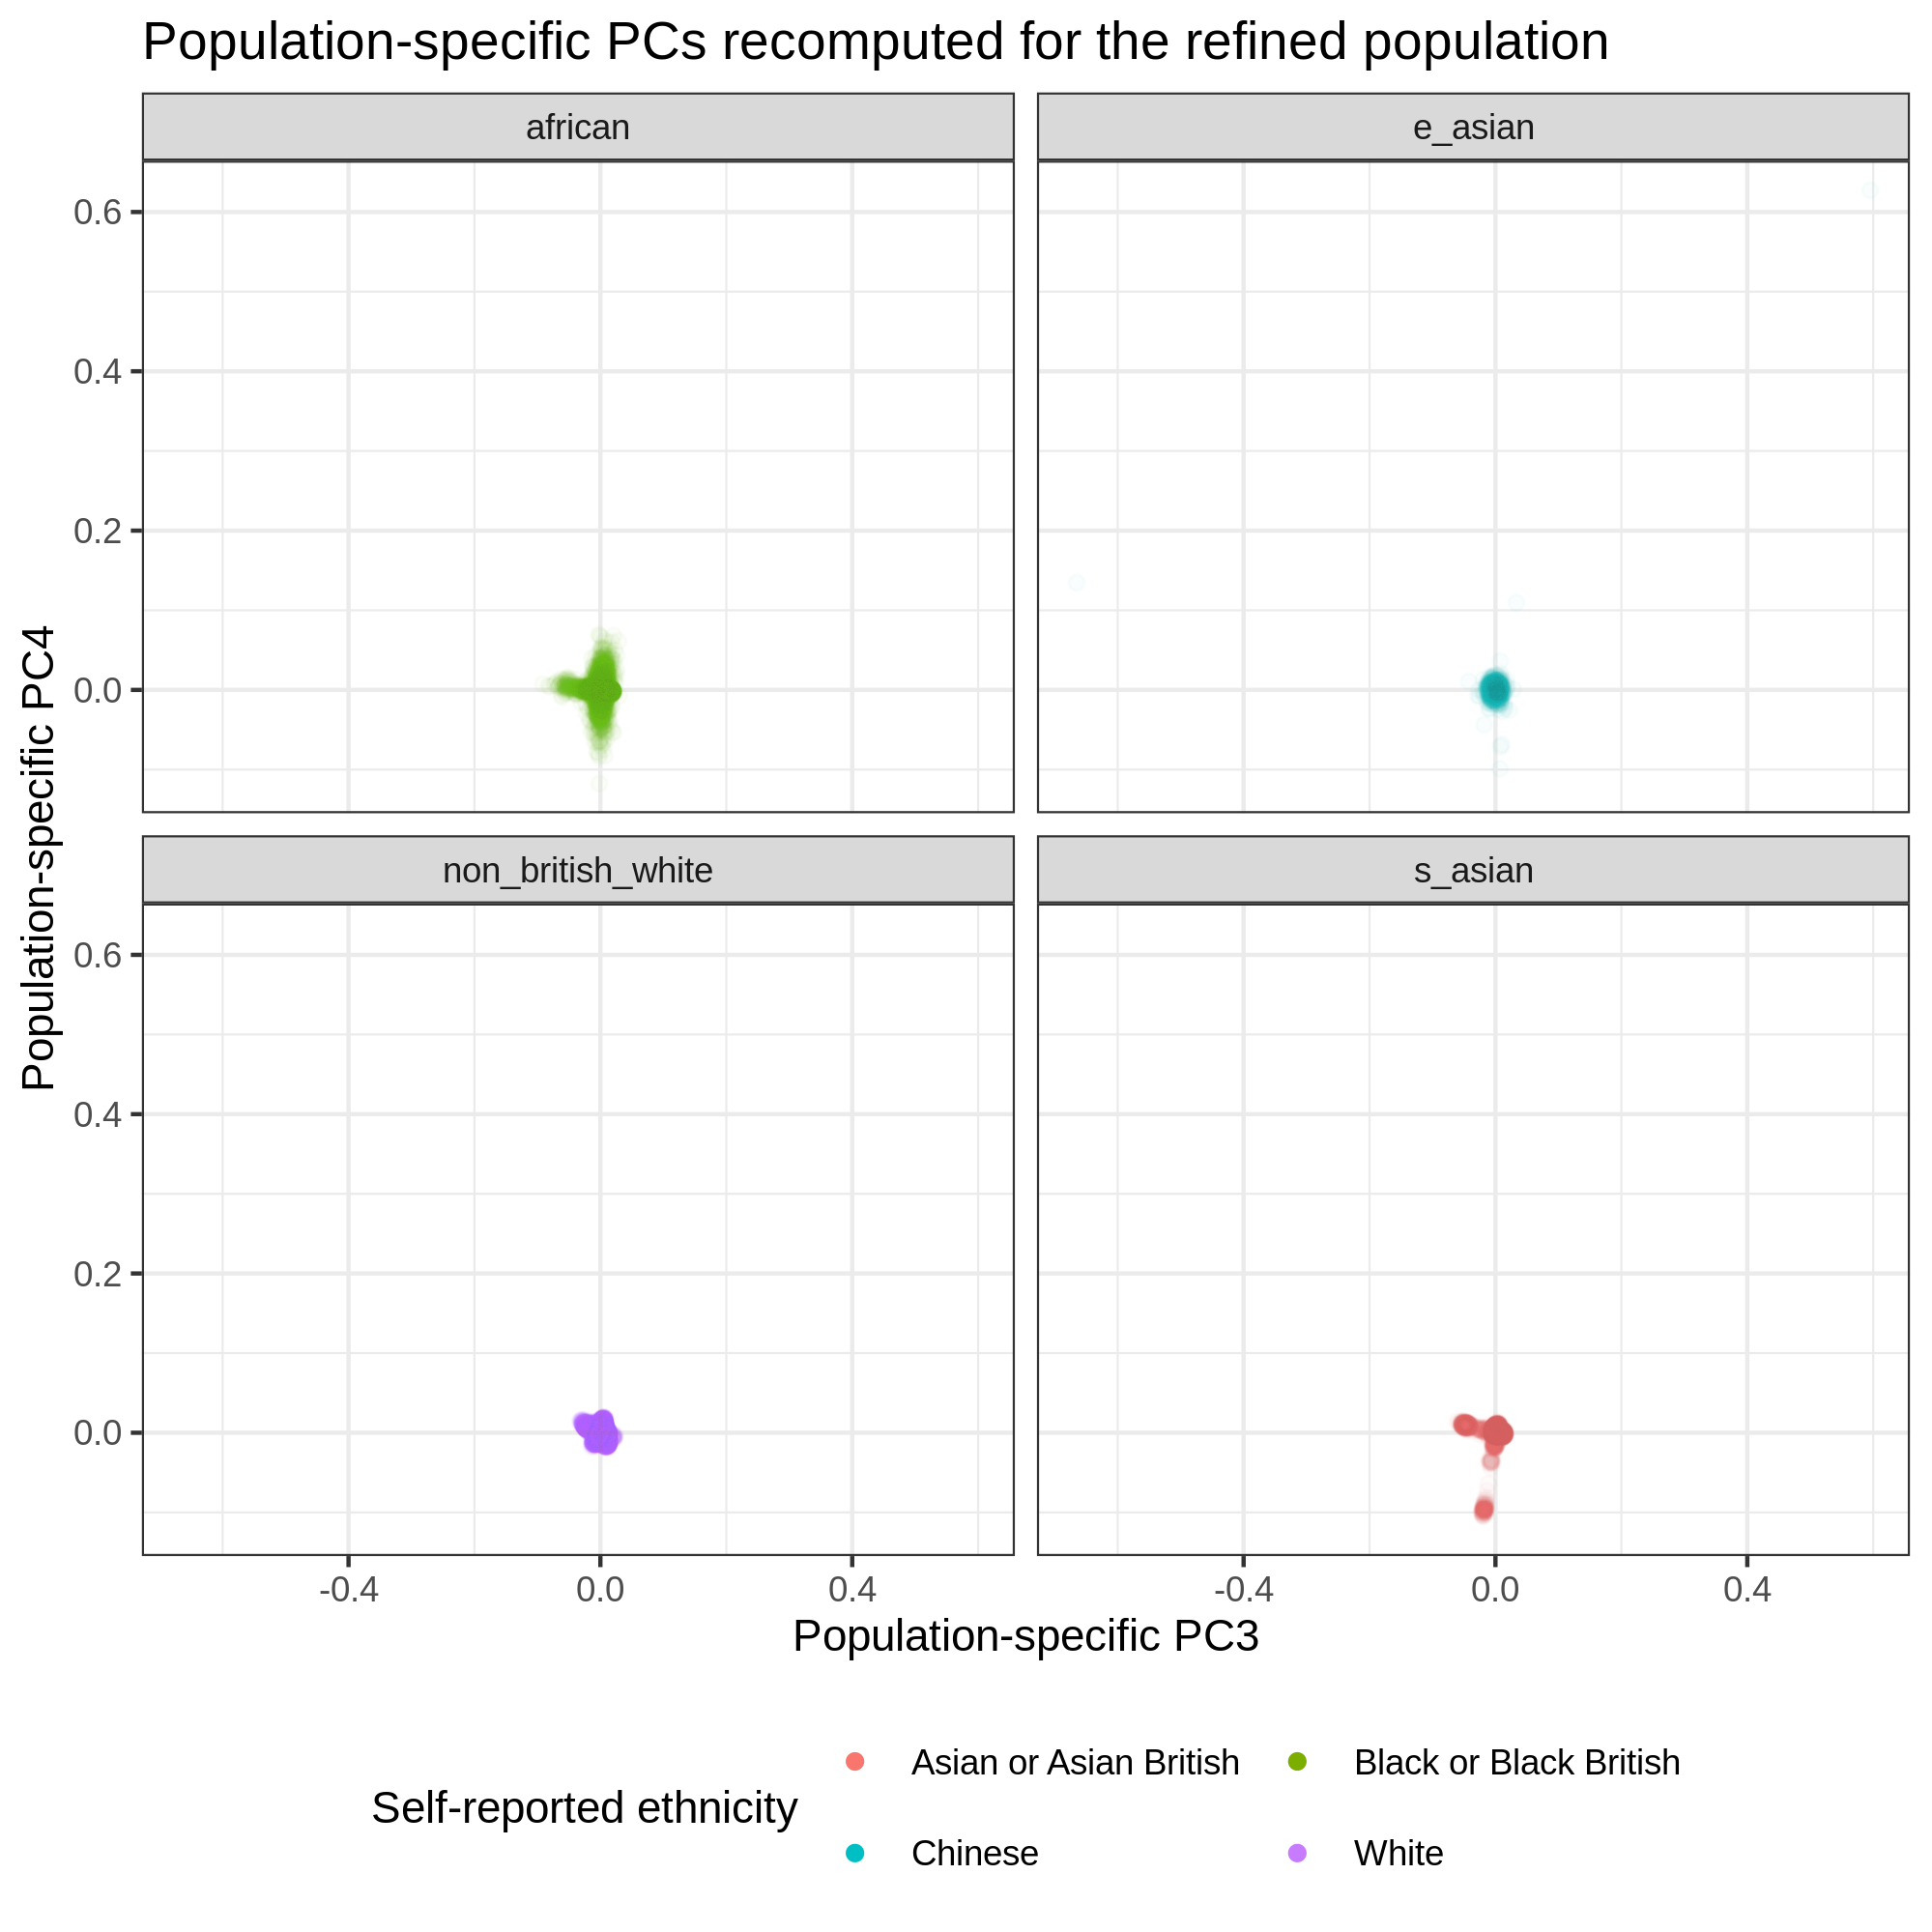 Population-specific PCs recomputed for the refined population
african
e_asian
0.6
0.4
0.2
0.0
non_british_white
s_asian
0.6
0.4
0.2
0.0
Population-specific PC4
-0.4
0.0
0.4
-0.4
0.0
0.4
Population-specific PC3
Self-reported ethnicity
Asian or Asian British
Black or Black British
Chinese
White